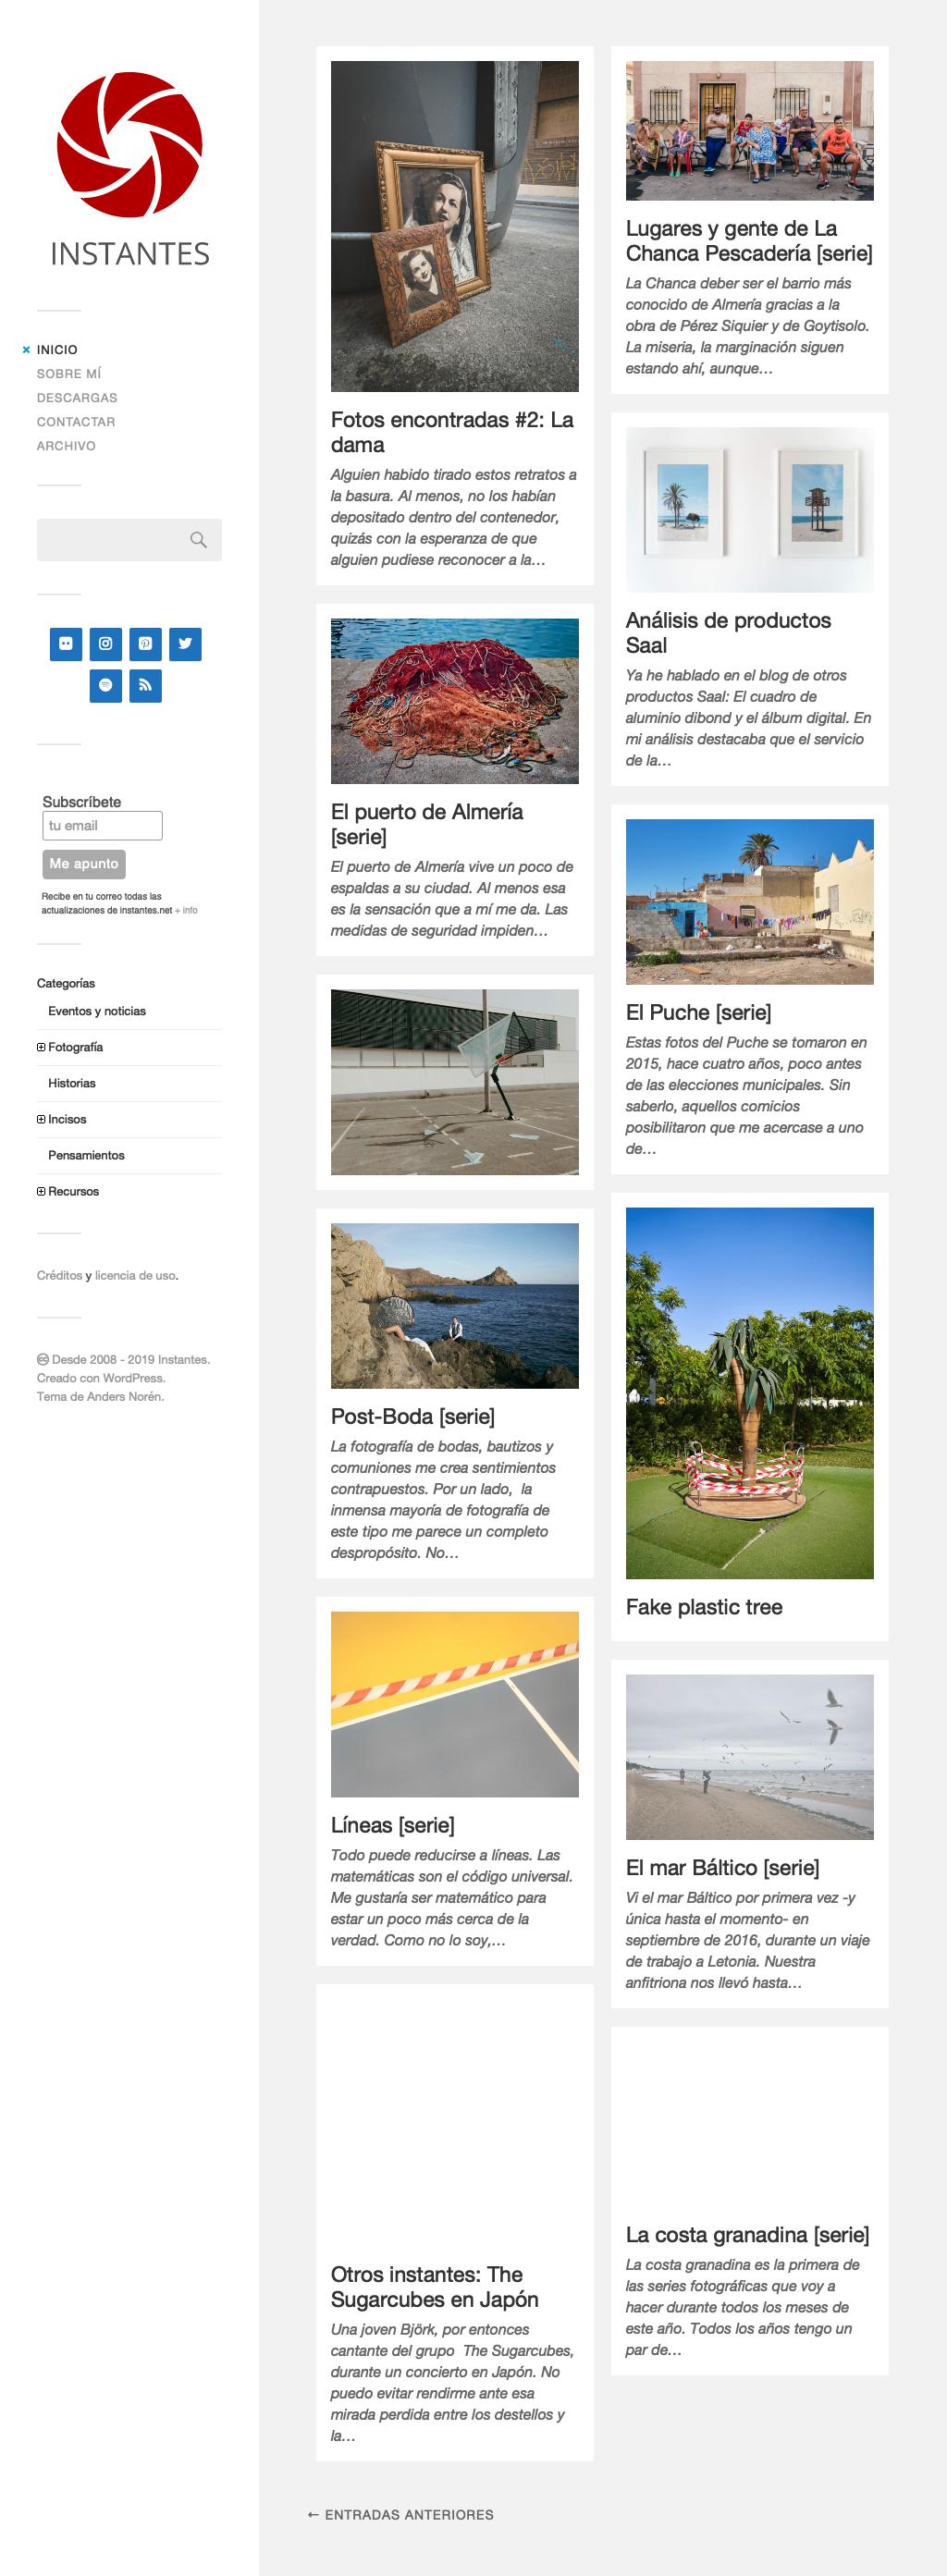 INSTANTES
INICIO
SOBRE MÍ
DESCARGAS
CONTACTAR
ARCHIVO
Subscríbete
tu email
Me apunto
Recibe en tu correo todas las
actualizaciones de instantes.net + info
Categorías
Eventos y noticias
Fotografía
Historias
Incisos
Pensamientos
Recursos
Créditos y licencia de uso.
Desde 2008 - 2019 Instantes.
Creado con WordPress.
Tema de Anders Norén.
Fotos encontradas #2: La
dama
Alguien habido tirado estos retratos a
la basura. Al menos, no los habían
depositado dentro del contenedor,
quizás con la esperanza de que
alguien pudiese reconocer a la…
El puerto de Almería
[serie]
El puerto de Almería vive un poco de
espaldas a su ciudad. Al menos esa
es la sensación que a mí me da. Las
medidas de seguridad impiden…
Post-Boda [serie]
La fotografía de bodas, bautizos y
comuniones me crea sentimientos
contrapuestos. Por un lado,  la
inmensa mayoría de fotografía de
este tipo me parece un completo
despropósito. No…
Líneas [serie]
Todo puede reducirse a líneas. Las
matemáticas son el código universal.
Me gustaría ser matemático para
estar un poco más cerca de la
verdad. Como no lo soy,…
Otros instantes: The
Sugarcubes en Japón
Una joven Björk, por entonces
cantante del grupo  The Sugarcubes,
durante un concierto en Japón. No
puedo evitar rendirme ante esa
mirada perdida entre los destellos y
la…
Lugares y gente de La
Chanca Pescadería [serie]
La Chanca deber ser el barrio más
conocido de Almería gracias a la
obra de Pérez Siquier y de Goytisolo.
La miseria, la marginación siguen
estando ahí, aunque…
Análisis de productos
Saal
Ya he hablado en el blog de otros
productos Saal: El cuadro de
aluminio dibond y el álbum digital. En
mi análisis destacaba que el servicio
de la…
El Puche [serie]
Estas fotos del Puche se tomaron en
2015, hace cuatro años, poco antes
de las elecciones municipales. Sin
saberlo, aquellos comicios
posibilitaron que me acercase a uno
de…
Fake plastic tree
El mar Báltico [serie]
Vi el mar Báltico por primera vez -y
única hasta el momento- en
septiembre de 2016, durante un viaje
de trabajo a Letonia. Nuestra
anfitriona nos llevó hasta…
La costa granadina [serie]
La costa granadina es la primera de
las series fotográficas que voy a
hacer durante todos los meses de
este año. Todos los años tengo un
par de…
← ENTRADAS ANTERIORES